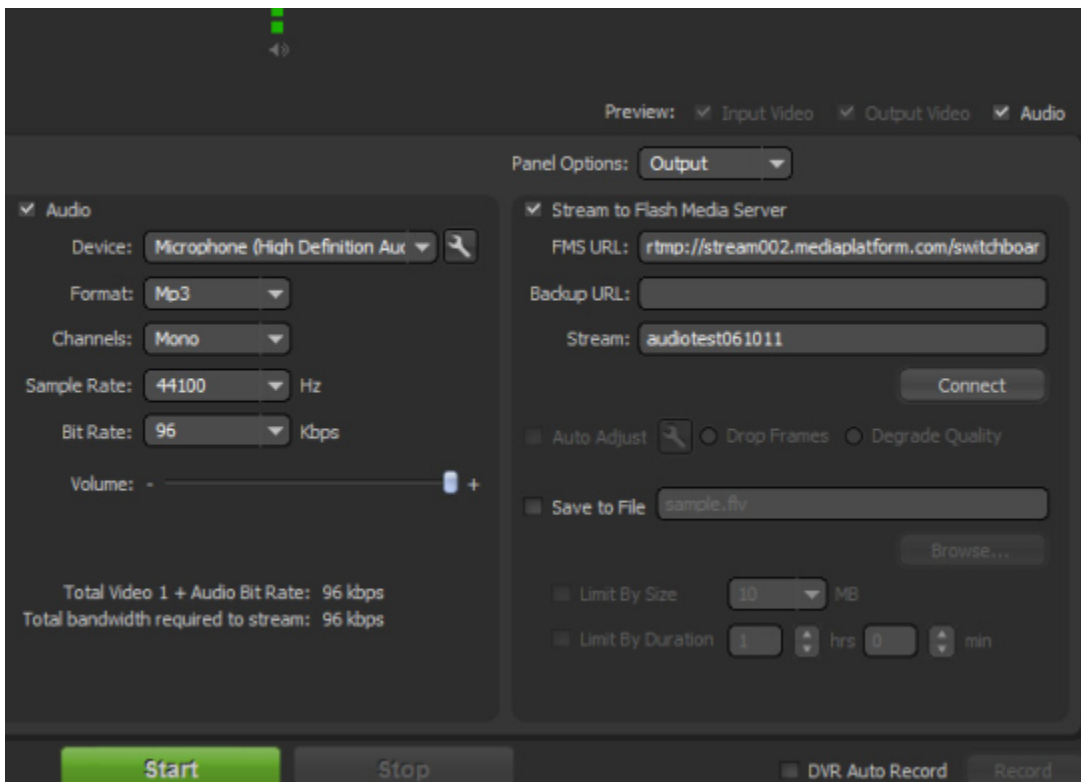 Preview: Input Video Output Video Audio
Panel Options: Output
Audio
Device: Microphone (High Definition Auc
Format: Mp3
Channels: Mono
Sample Rate: 44100 Hz
Bit Rate: 96 Kbps
Volume: - +
Total Video 1 + Audio Bit Rate: 96 kbps
Total bandwidth required to stream: 96 kbps
Stream to Flash Media Server
FMS URL: rtmp://stream002.mediaplatform.com/switchboar
Backup URL:
Stream: audiotest061011
Connect
Auto Adjust Drop Frames Degrade Quality
Save to File sample.flv
Browse...
Limit By Size 10 MB
Limit By Duration 1 hrs 0 min
Start Stop DVR Auto Record Record